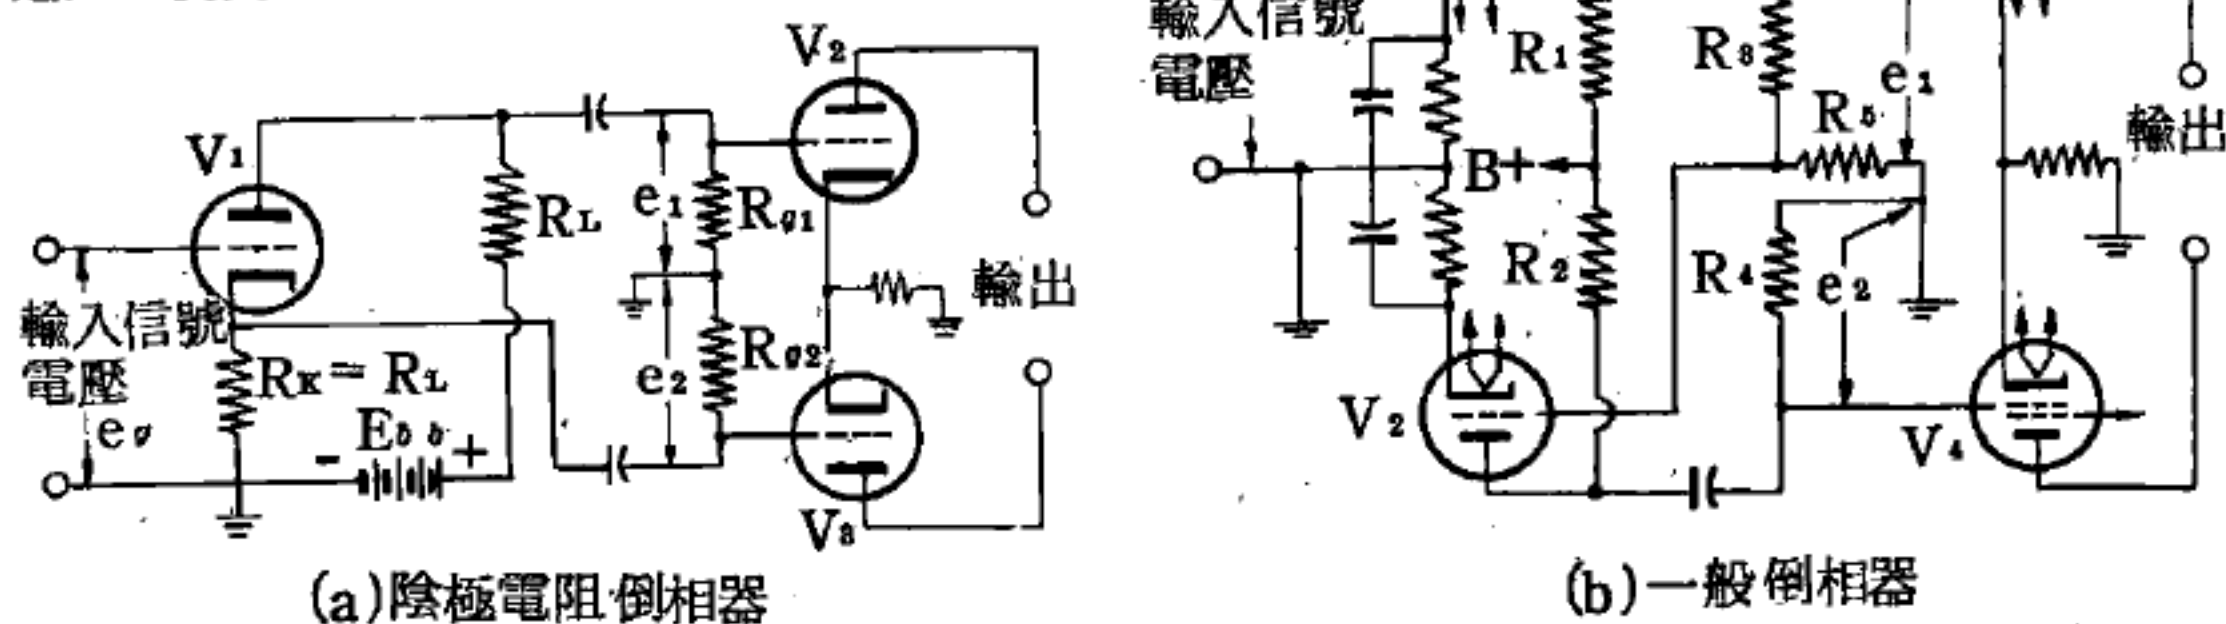 V2
V1
RL
e1
Rg1
輸入信號
電壓
eg
RK = RL
Ebb
-
+
e2
Rg2
輸出
V3
(a)陰極電阻倒相器
輸入信號
電壓
R1
R3
e1
R5
B+
輸出
R2
R4
e2
V2
V4
(b)一般倒相器